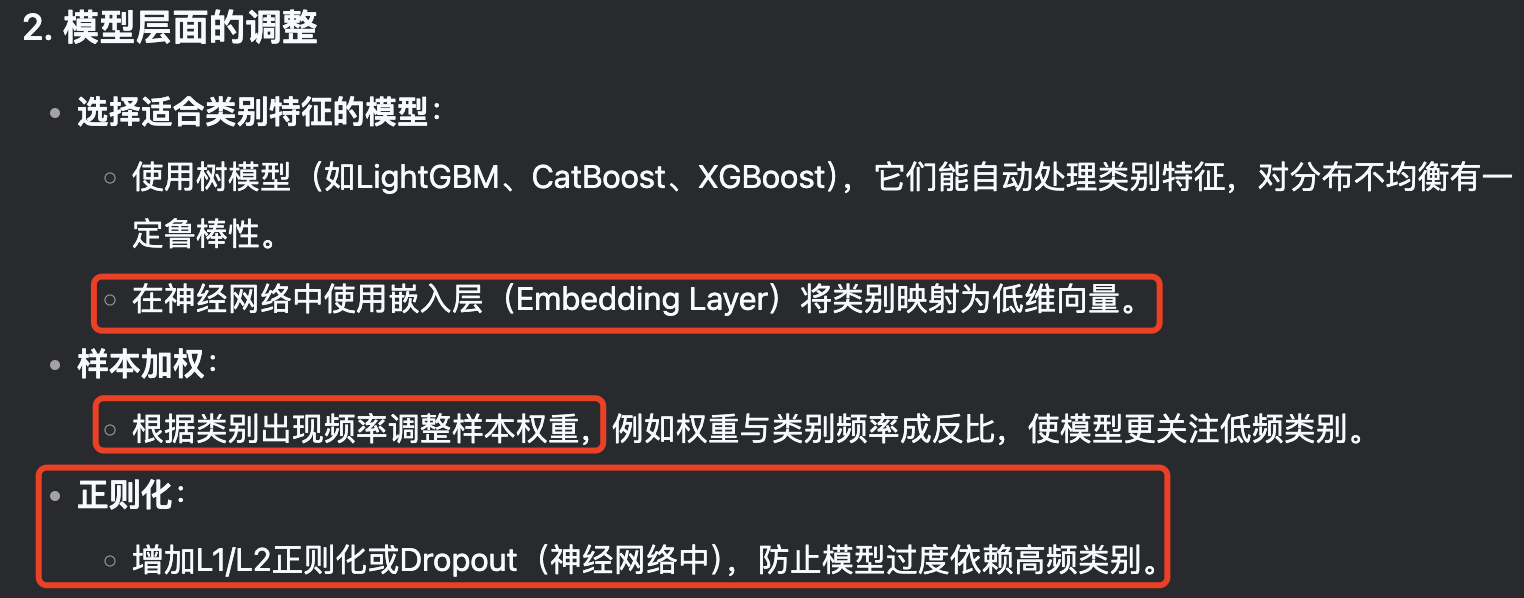 2. 模型层面的调整
• 选择适合类别特征的模型：
○ 使用树模型（如LightGBM、CatBoost、XGBoost），它们能自动处理类别特征，对分布不均衡有一
定鲁棒性。
○ 在神经网络中使用嵌入层（Embedding Layer）将类别映射为低维向量。
• 样本加权：
○ 根据类别出现频率调整样本权重，例如权重与类别频率成反比，使模型更关注低频类别。
• 正则化：
○ 增加L1/L2正则化或Dropout（神经网络中），防止模型过度依赖高频类别。